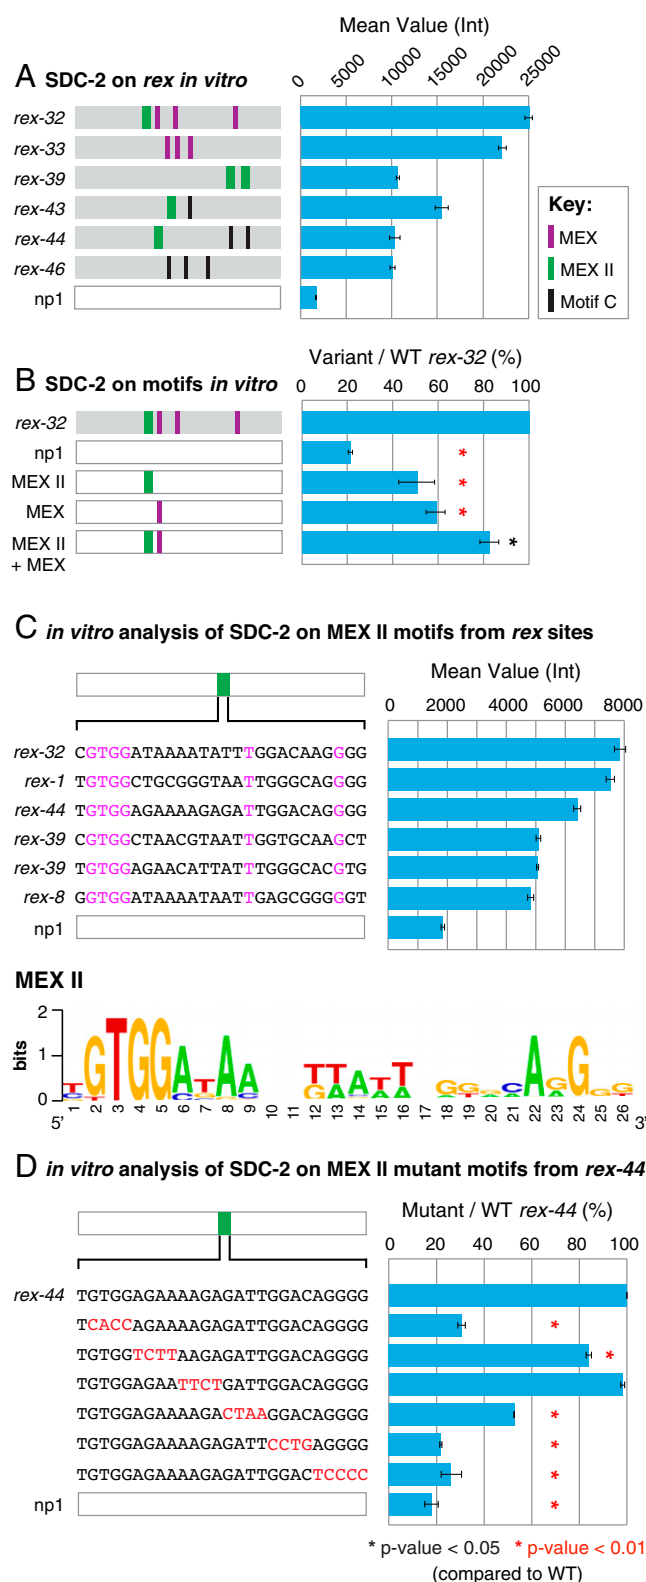 Mean Value (Int)
A SDC-2 on rex in vitro
0 5000 10000 15000 20000 25000
rex-32
rex-33
rex-39
rex-43
rex-44
rex-46
np1
Key:
MEX
MEX II
Motif C
Variant / WT rex-32 (%)
B SDC-2 on motifs in vitro
0 20 40 60 80 100
rex-32
np1 *
MEX II *
MEX *
MEX II
+ MEX *
C in vitro analysis of SDC-2 on MEX II motifs from rex sites
Mean Value (Int)
0 2000 4000 6000 8000
rex-32 CGTGGATAAAATATTTGGACAAGGGG
rex-1 TGTGGCTGCGGGTAATTGGGCAGGGG
rex-44 TGTGGAGAAAAGAGATTGGACAGGGG
rex-39 CGTGGCTAACGTAATTGGTGCAAGCT
rex-39 TGTGGAGAACATTATTTGGGCACGTG
rex-8 GGTGGATAAAATAATTGAGCGGGGGT
np1
MEX II
bits
2
1
0
5' 1 2 3 4 5 6 7 8 9 10 11 12 13 14 15 16 17 18 19 20 21 22 23 24 25 26 3'
D in vitro analysis of SDC-2 on MEX II mutant motifs from rex-44
Mutant / WT rex-44 (%)
0 20 40 60 80 100
rex-44 TGTGGAGAAAAGAGATTGGACAGGGG
TCACCAGAAAAGAGATTGGACAGGGG *
TGTGGTCTTAAGAGATTGGACAGGGG *
TGTGGAGAATTCTGATTGGACAGGGG
TGTGGAGAAAAGACTAAGGACAGGGG *
TGTGGAGAAAAGAGATTCCTGAGGGG *
TGTGGAGAAAAGAGATTGGACTCCCC *
np1 *
* p-value < 0.05 * p-value < 0.01
(compared to WT)